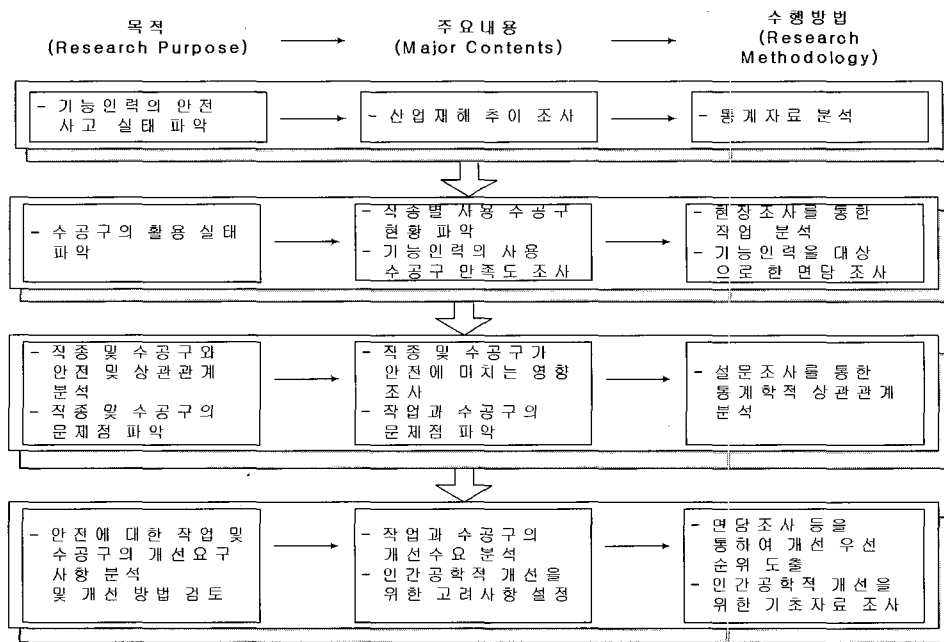 목적
(Research Purpose)
주요내용
(Major Contents)
수행방법
(Research
Methodology)
- 기능인력의 안전
사고 실태 파악
- 산업재해 추이 조사
- 통계자료 분석
- 수공구의 활용 실태
파악
- 직종별 사용 수공구
현황 파악
- 기능인력의 사용
수공구 만족도 조사
- 현장조사를 통한
작업 분석
- 기능인력을 대상
으로 한 면담 조사
- 직종 및 수공구와
안전 및 상관관계
분석
- 직종 및 수공구의
문제점 파악
- 직종 및 수공구가
안전에 미치는 영향
조사
- 작업과 수공구의
문제점 파악
- 설문조사를 통한
통계학적 상관관계
분석
- 안전에 대한 작업 및
수공구의 개선요구
사항 분석
및 개선 방법 검토
- 작업과 수공구의
개선수요 분석
- 인간공학적 개선을
위한 고려사항 설정
- 면담조사 등을
통하여 개선 우선
순위 도출
- 인간공학적 개선을
위한 기초자료 조사